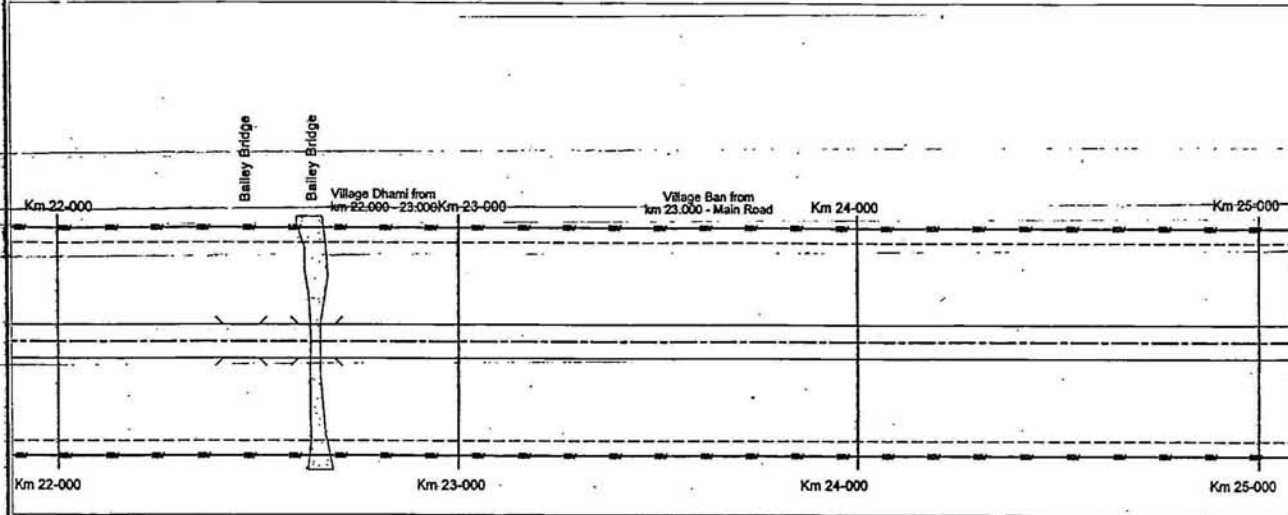 Bailey Bridge
Bailey Bridge
Km 22-000
Village Dhami from
km 22.000 - 23.000
Km 23-000
Village Ban from
km 23.000 - Main Road
Km 24-000
Km 25-000
Km 22-000
Km 23-000
Km 24-000
Km 25-000